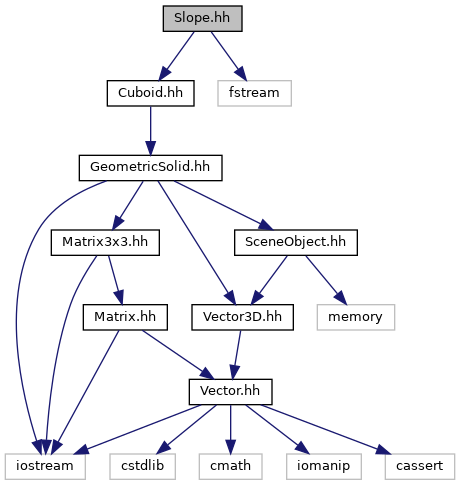 Slope.hh
Cuboid.hh
fstream
GeometricSolid.hh
Matrix3x3.hh
SceneObject.hh
Matrix.hh
Vector3D.hh
memory
Vector.hh
iostream
cstdlib
cmath
iomanip
cassert